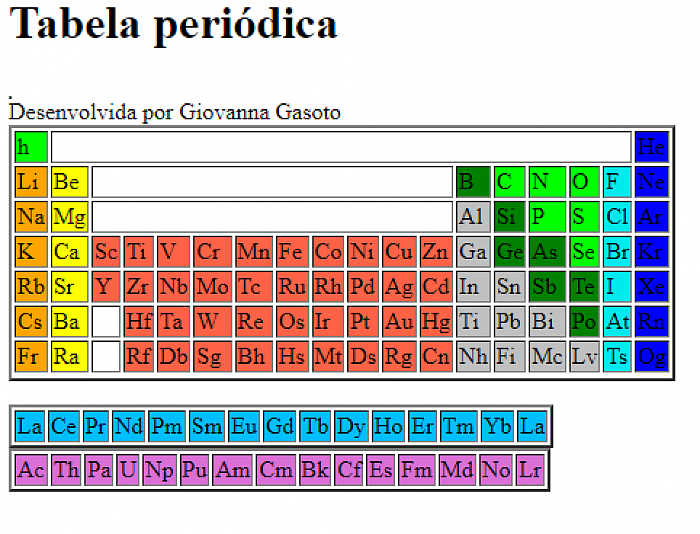 Tabela periódica
.
Desenvolvida por Giovanna Gasoto
h He
Li Be B C N O F Ne
Na Mg Al Si P S Cl Ar
K Ca Sc Ti V Cr Mn Fe Co Ni Cu Zn Ga Ge As Se Br Kr
Rb Sr Y Zr Nb Mo Tc Ru Rh Pd Ag Cd In Sn Sb Te I Xe
Cs Ba Hf Ta W Re Os Ir Pt Au Hg Ti Pb Bi Po At Rn
Fr Ra Rf Db Sg Bh Hs Mt Ds Rg Cn Nh Fi Mc Lv Ts Og
La Ce Pr Nd Pm Sm Eu Gd Tb Dy Ho Er Tm Yb La
Ac Th Pa U Np Pu Am Cm Bk Cf Es Fm Md No Lr